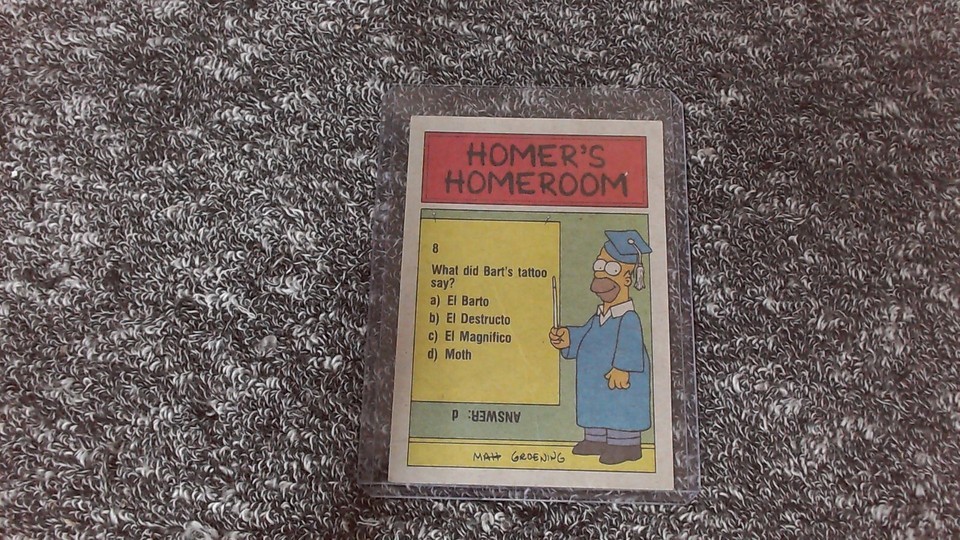 HOMER'S
HOMEROOM
8
What did Bart's tattoo
say?
a) El Barto
b) El Destructo
c) El Magnifico
d) Moth
ANSWER: d
MATT GROENING